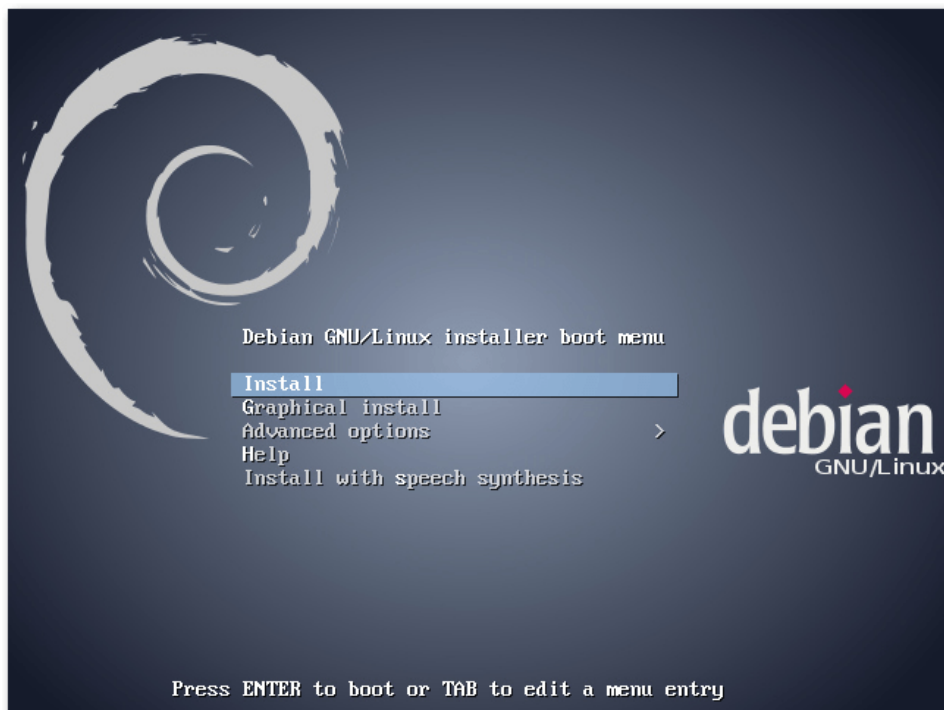 Debian GNU/Linux installer boot menu
Install
Graphical install
Advanced options >
Help
Install with speech synthesis
debian
GNU/Linux
Press ENTER to boot or TAB to edit a menu entry